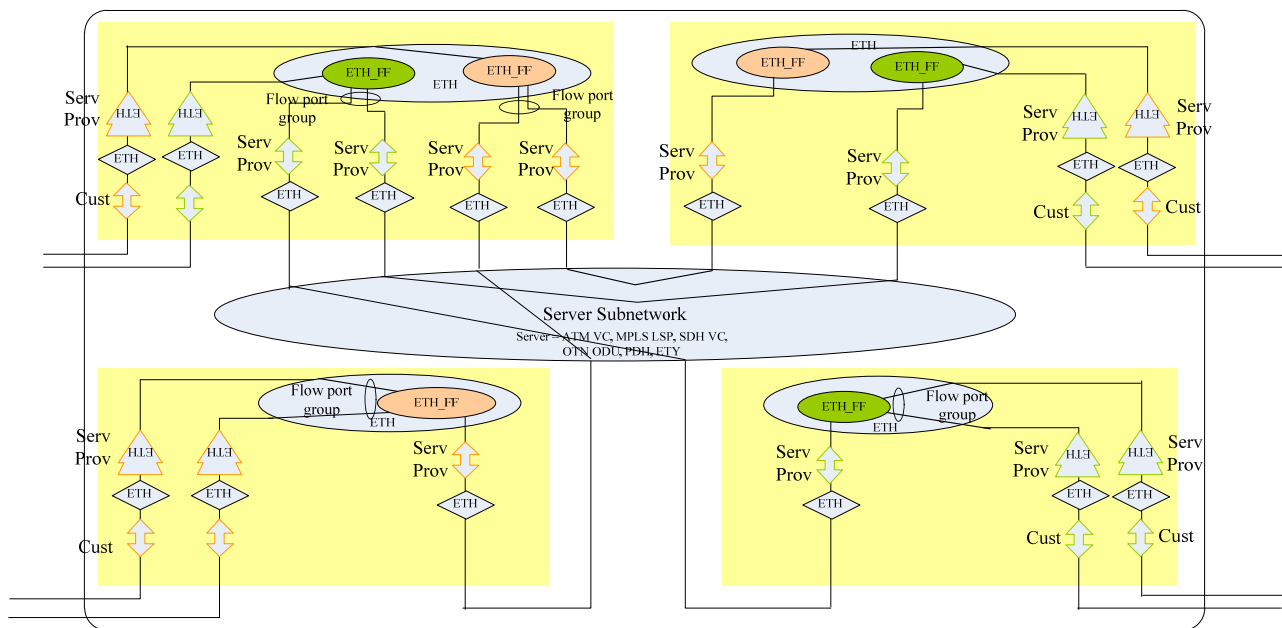 ETH_FF
ETH_FF
ETH
Flow port
group
Flow port
group
Serv
Prov
ETH
ETH
Serv
Prov
Serv
Prov
Serv
Prov
Serv
Prov
ETH
ETH
Cust
ETH
ETH
ETH
ETH
ETH
ETH_FF
ETH_FF
Serv
Prov
ETH
ETH
Serv
Prov
Serv
Prov
Serv
Prov
ETH
ETH
Cust
Cust
ETH
ETH
Server Subnetwork
Server – ATM VC, MPLS LSP, SDH VC,
OTN ODU, PDH, ETY
Flow port
group
ETH_FF
ETH
Serv
Prov
ETH
ETH
Serv
Prov
ETH
ETH
ETH
Cust
ETH_FF
Flow port
group
ETH
Serv
Prov
Serv
Prov
ETH
ETH
Serv
Prov
ETH
ETH
ETH
Cust
Cust